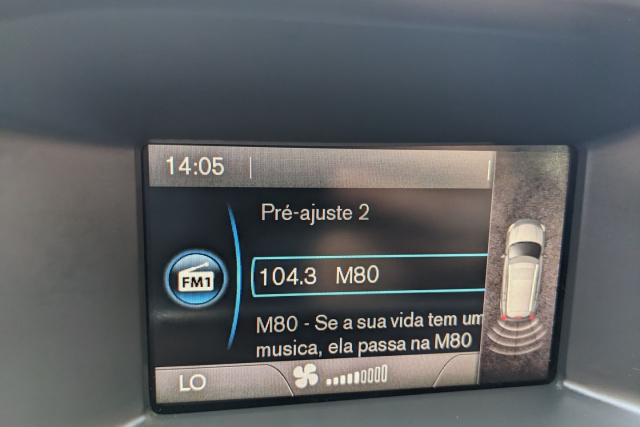 14:05
Pré-ajuste 2
FM1
104.3 M80
M80 - Se a sua vida tem um
musica, ela passa na M80
LO